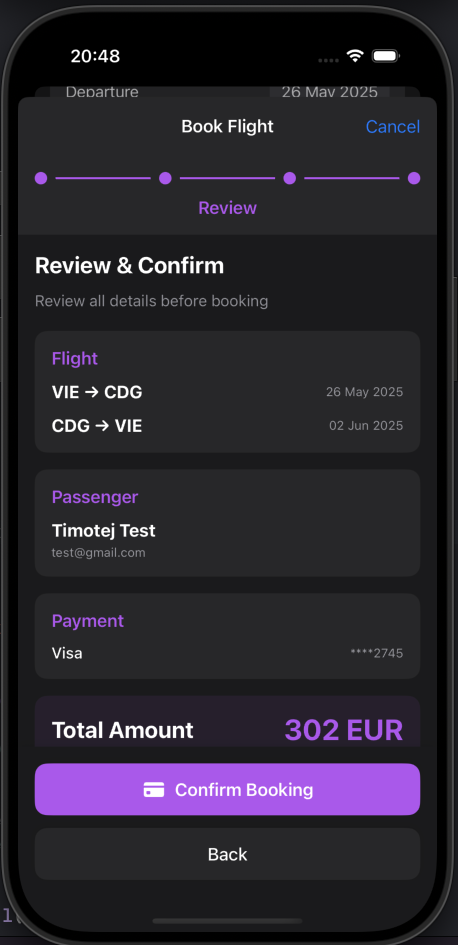 20:48
Departure 26 May 2025
Book Flight Cancel
Review
Review & Confirm
Review all details before booking
Flight
VIE → CDG 26 May 2025
CDG → VIE 02 Jun 2025
Passenger
Timotej Test
test@gmail.com
Payment
Visa ****2745
Total Amount 302 EUR
Confirm Booking
Back